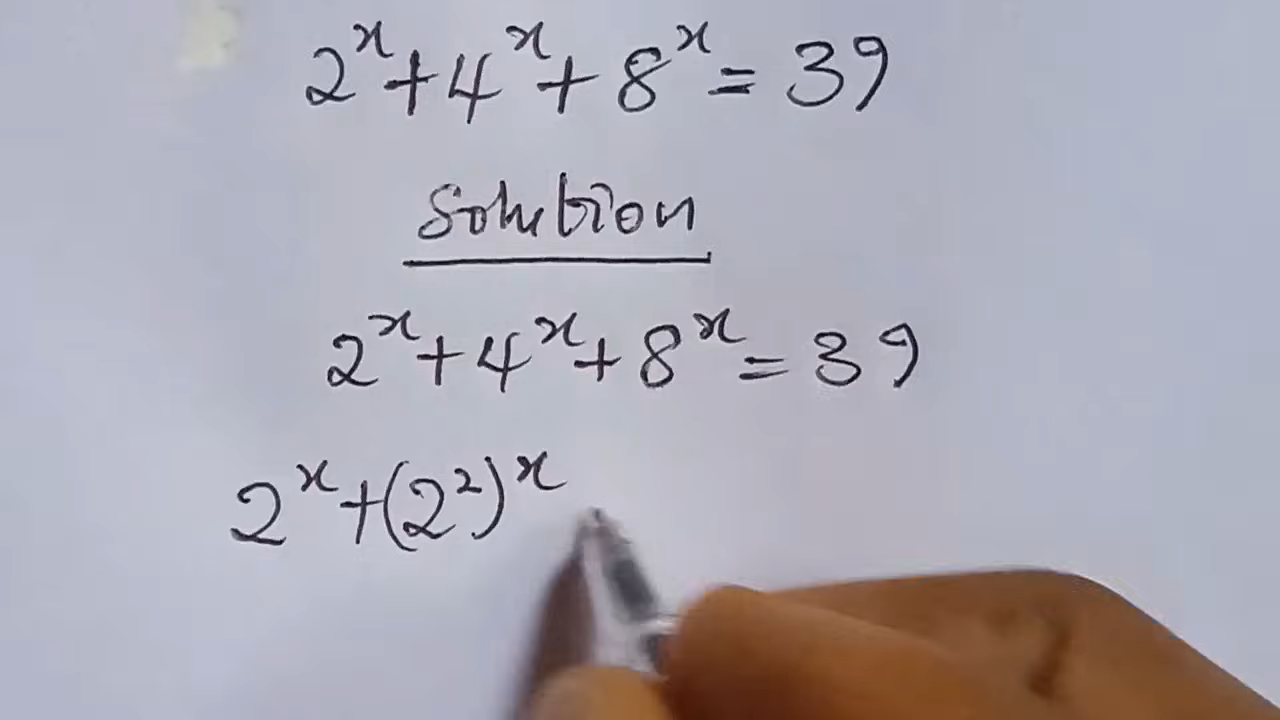 2^x + 4^x + 8^x = 39
Solution
2^x + 4^x + 8^x = 39
2^x + (2^2)^x